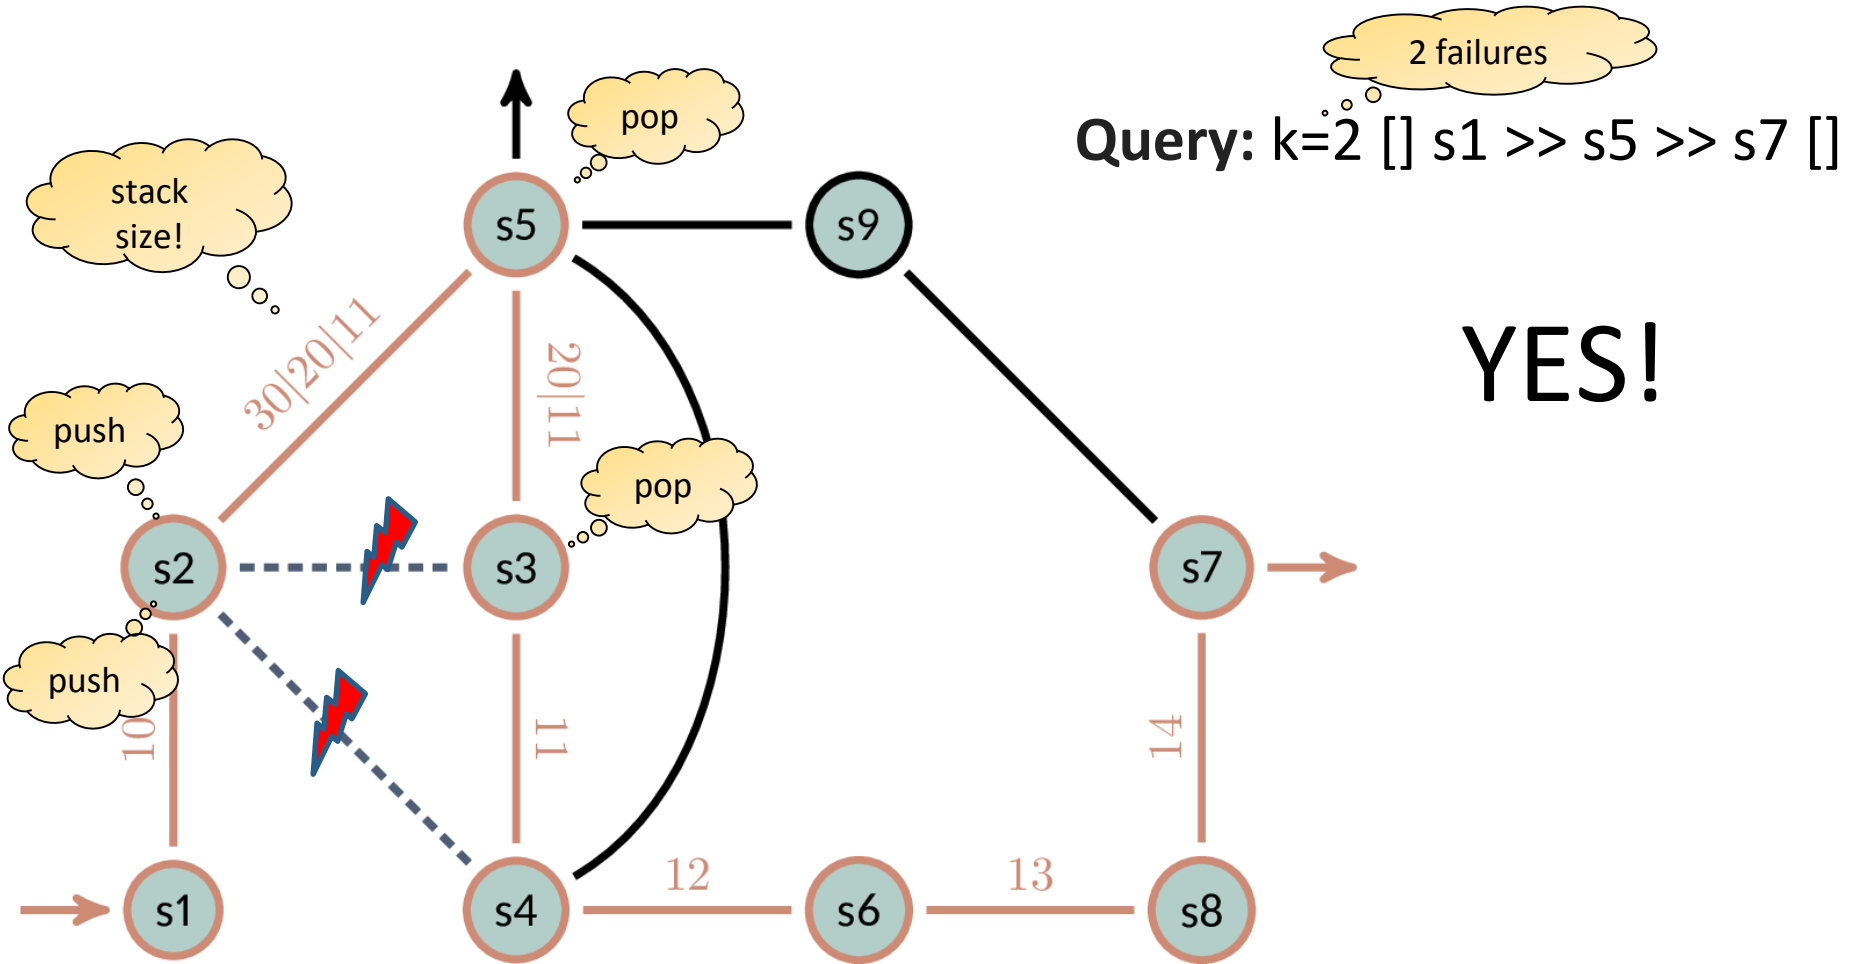 2 failures
Query: k=2 [] s1 >> s5 >> s7 []
pop
stack
size!
s5
s9
30|20|11
20|11
YES!
push
pop
s2
s3
s7
push
10
11
14
12
13
s1
s4
s6
s8